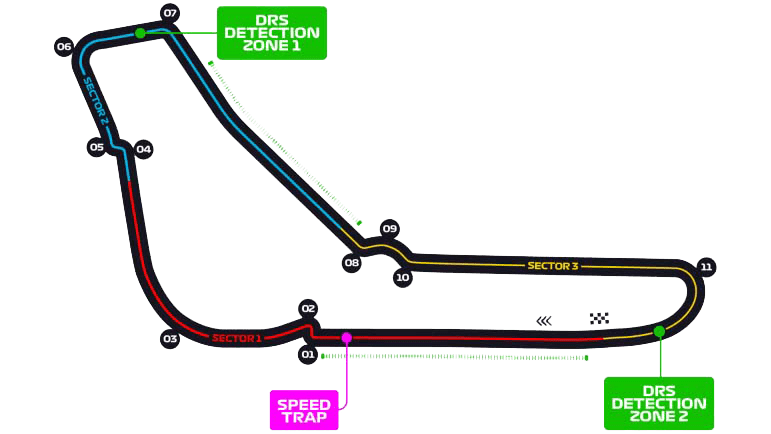 07
DRS
DETECTION
ZONE 1
06
SECTOR 2
05
04
09
08
10
SECTOR 3
11
02
03
SECTOR 1
01
SPEED
TRAP
DRS
DETECTION
ZONE 2